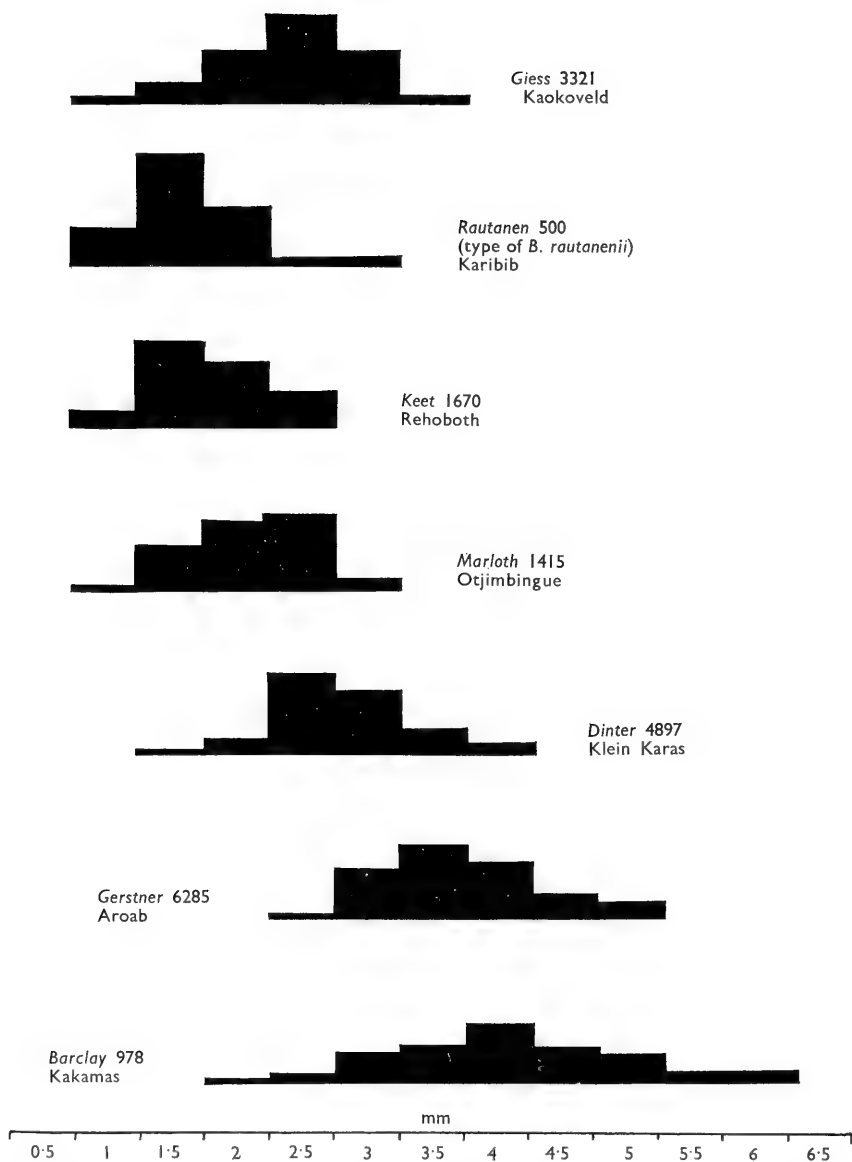 Giess 3321
Kaokoveld
Rautanen 500
(type of B. rautanenii)
Karibib
Keet 1670
Rehoboth
Marloth 1415
Otjimbingue
Dinter 4897
Klein Karas
Gerstner 6285
Aroab
Barclay 978
Kakamas
mm
0·5 1 1·5 2 2·5 3 3·5 4 4·5 5 5·5 6 6·5